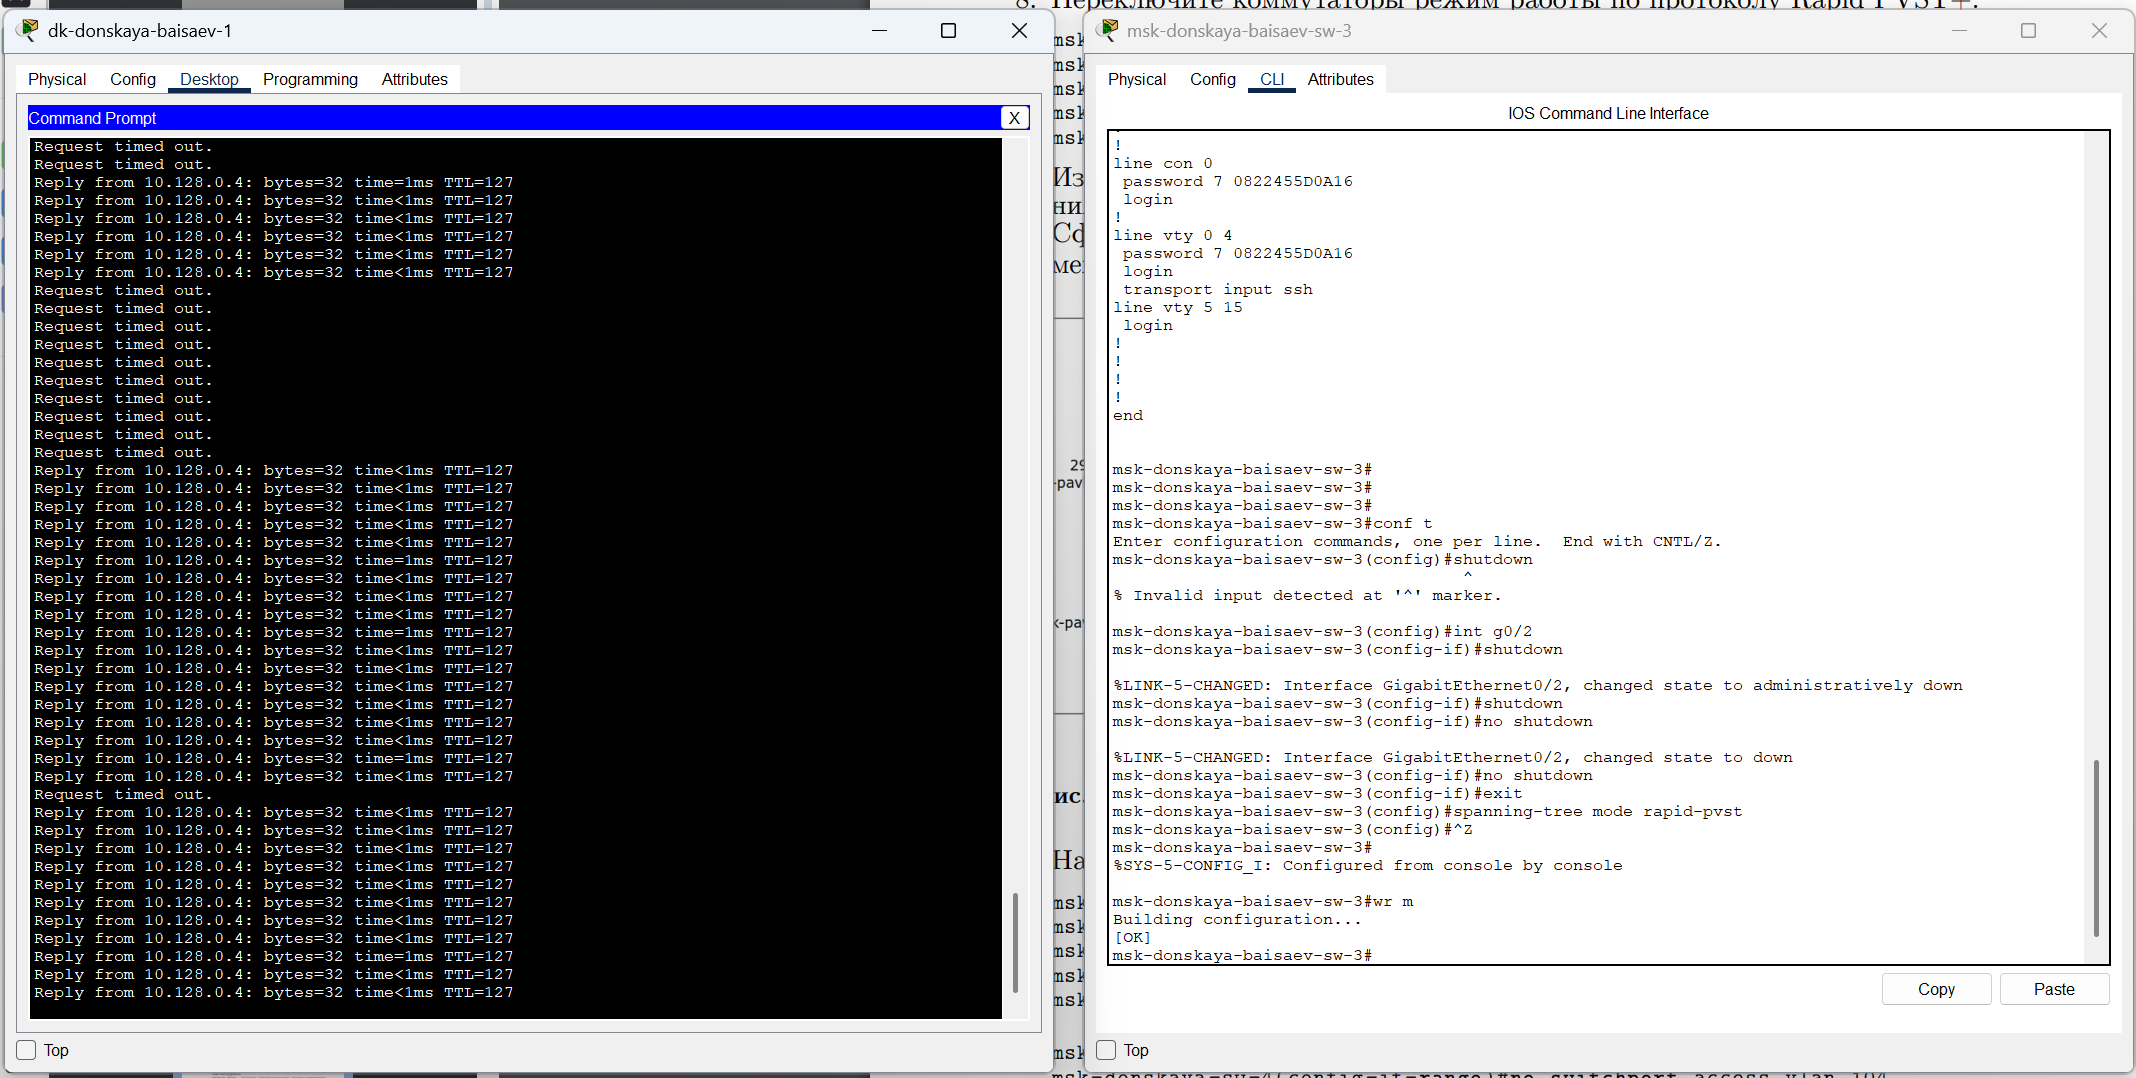 8. Переключите коммутаторы режим работы по протоколу Rapid PVST+.
dk-donskaya-baisaev-1
Physical Config Desktop Programming Attributes
Command Prompt X
Request timed out.
Request timed out.
Reply from 10.128.0.4: bytes=32 time=1ms TTL=127
Reply from 10.128.0.4: bytes=32 time<1ms TTL=127
Reply from 10.128.0.4: bytes=32 time<1ms TTL=127
Reply from 10.128.0.4: bytes=32 time<1ms TTL=127
Reply from 10.128.0.4: bytes=32 time<1ms TTL=127
Reply from 10.128.0.4: bytes=32 time<1ms TTL=127
Request timed out.
Request timed out.
Request timed out.
Request timed out.
Request timed out.
Request timed out.
Request timed out.
Request timed out.
Request timed out.
Request timed out.
Reply from 10.128.0.4: bytes=32 time<1ms TTL=127
Reply from 10.128.0.4: bytes=32 time<1ms TTL=127
Reply from 10.128.0.4: bytes=32 time<1ms TTL=127
Reply from 10.128.0.4: bytes=32 time<1ms TTL=127
Reply from 10.128.0.4: bytes=32 time<1ms TTL=127
Reply from 10.128.0.4: bytes=32 time=1ms TTL=127
Reply from 10.128.0.4: bytes=32 time<1ms TTL=127
Reply from 10.128.0.4: bytes=32 time<1ms TTL=127
Reply from 10.128.0.4: bytes=32 time<1ms TTL=127
Reply from 10.128.0.4: bytes=32 time=1ms TTL=127
Reply from 10.128.0.4: bytes=32 time<1ms TTL=127
Reply from 10.128.0.4: bytes=32 time<1ms TTL=127
Reply from 10.128.0.4: bytes=32 time<1ms TTL=127
Reply from 10.128.0.4: bytes=32 time<1ms TTL=127
Reply from 10.128.0.4: bytes=32 time<1ms TTL=127
Reply from 10.128.0.4: bytes=32 time<1ms TTL=127
Reply from 10.128.0.4: bytes=32 time=1ms TTL=127
Reply from 10.128.0.4: bytes=32 time<1ms TTL=127
Request timed out.
Reply from 10.128.0.4: bytes=32 time<1ms TTL=127
Reply from 10.128.0.4: bytes=32 time<1ms TTL=127
Reply from 10.128.0.4: bytes=32 time<1ms TTL=127
Reply from 10.128.0.4: bytes=32 time<1ms TTL=127
Reply from 10.128.0.4: bytes=32 time<1ms TTL=127
Reply from 10.128.0.4: bytes=32 time<1ms TTL=127
Reply from 10.128.0.4: bytes=32 time<1ms TTL=127
Reply from 10.128.0.4: bytes=32 time<1ms TTL=127
Reply from 10.128.0.4: bytes=32 time=1ms TTL=127
Reply from 10.128.0.4: bytes=32 time<1ms TTL=127
Reply from 10.128.0.4: bytes=32 time<1ms TTL=127
Top
msk-donskaya-baisaev-sw-3
Physical Config CLI Attributes
IOS Command Line Interface
!
line con 0
password 7 0822455D0A16
login
!
line vty 0 4
password 7 0822455D0A16
login
transport input ssh
line vty 5 15
login
!
!
!
!
end
msk-donskaya-baisaev-sw-3#
msk-donskaya-baisaev-sw-3#
msk-donskaya-baisaev-sw-3#
msk-donskaya-baisaev-sw-3#conf t
Enter configuration commands, one per line. End with CNTL/Z.
msk-donskaya-baisaev-sw-3(config)#shutdown
^
% Invalid input detected at '^' marker.
msk-donskaya-baisaev-sw-3(config)#int g0/2
msk-donskaya-baisaev-sw-3(config-if)#shutdown
%LINK-5-CHANGED: Interface GigabitEthernet0/2, changed state to administratively down
msk-donskaya-baisaev-sw-3(config-if)#shutdown
msk-donskaya-baisaev-sw-3(config-if)#no shutdown
%LINK-5-CHANGED: Interface GigabitEthernet0/2, changed state to down
msk-donskaya-baisaev-sw-3(config-if)#no shutdown
msk-donskaya-baisaev-sw-3(config-if)#exit
msk-donskaya-baisaev-sw-3(config)#spanning-tree mode rapid-pvst
msk-donskaya-baisaev-sw-3(config)#^Z
msk-donskaya-baisaev-sw-3#
%SYS-5-CONFIG_I: Configured from console by console
msk-donskaya-baisaev-sw-3#wr m
Building configuration...
[OK]
msk-donskaya-baisaev-sw-3#
Copy Paste
Top
msk-donskaya-sw-4(config-if-range)#no switchport access vlan 104